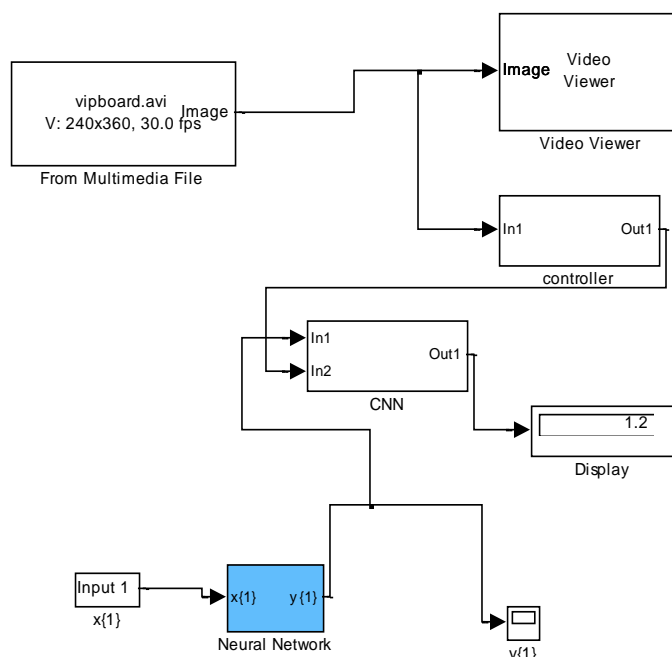 vipboard.avi
V: 240x360, 30.0 fps
Image
From Multimedia File
Image
Video
Viewer
Video Viewer
In1
Out1
controller
In1
In2
Out1
CNN
1.2
Display
Input 1
x{1}
x{1}
y{1}
Neural Network
y{1}